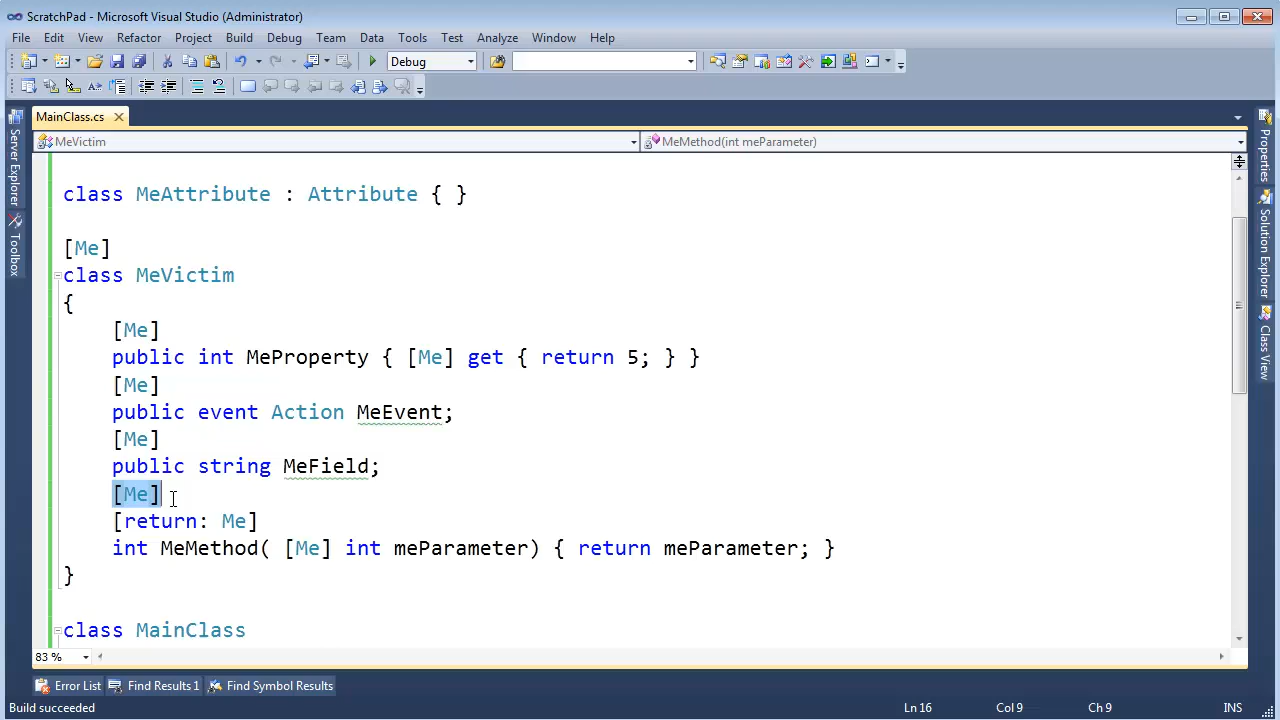 ScratchPad - Microsoft Visual Studio (Administrator)
File Edit View Refactor Project Build Debug Team Data Tools Test Analyze Window Help
Debug
MainClass.cs
MeVictim MeMethod(int meParameter)
Server Explorer
Toolbox
Properties
Solution Explorer
Class View
class MeAttribute : Attribute { }
[Me]
class MeVictim
{
[Me]
public int MeProperty { [Me] get { return 5; } }
[Me]
public event Action MeEvent;
[Me]
public string MeField;
[Me]
[return: Me]
int MeMethod( [Me] int meParameter) { return meParameter; }
}
class MainClass
83 %
Error List Find Results 1 Find Symbol Results
Build succeeded Ln 16 Col 9 Ch 9 INS